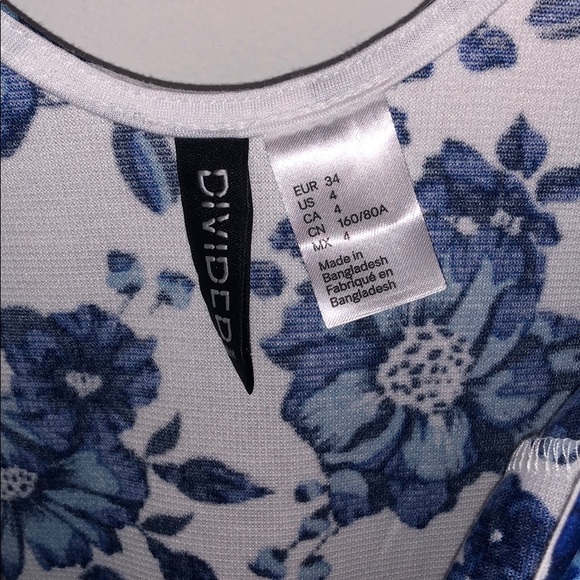 DIVIDED
EUR 34
US 4
CA 4
CN 160/80A
MX 4
Made in
Bangladesh
Fabriqué en
Bangladesh